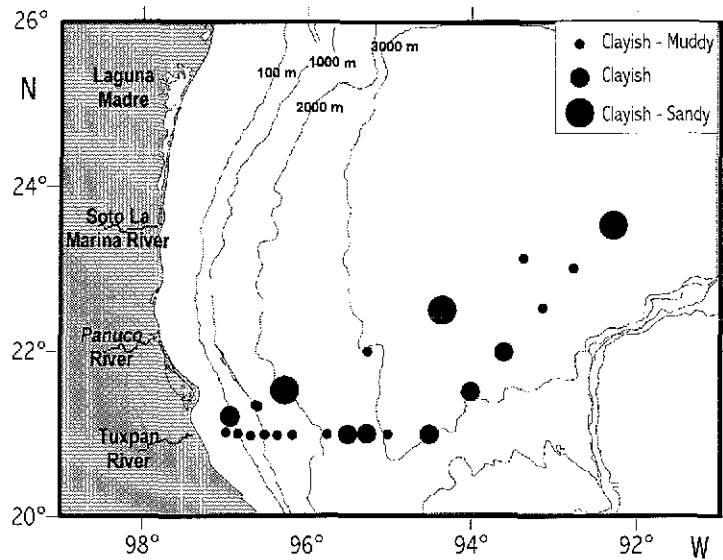 26°
N
24°
22°
20°
98°
96°
94°
92°
W
Laguna
Madre
Soto La
Marina River
Panuco
River
Tuxpan
River
100 m
1000 m
2000 m
3000 m
Clayish - Muddy
Clayish
Clayish - Sandy